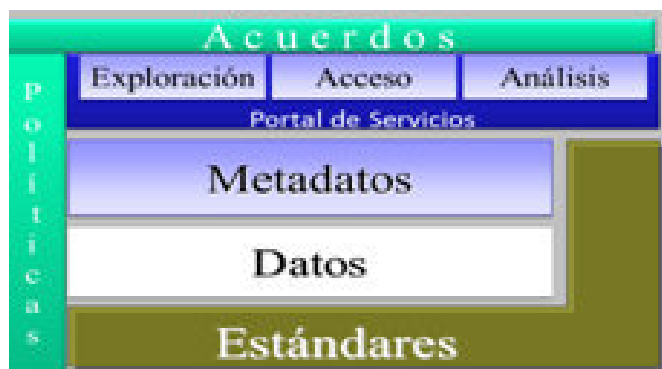 Acuerdos
Políticas
Exploración Acceso Análisis
Portal de Servicios
Metadatos
Datos
Estándares